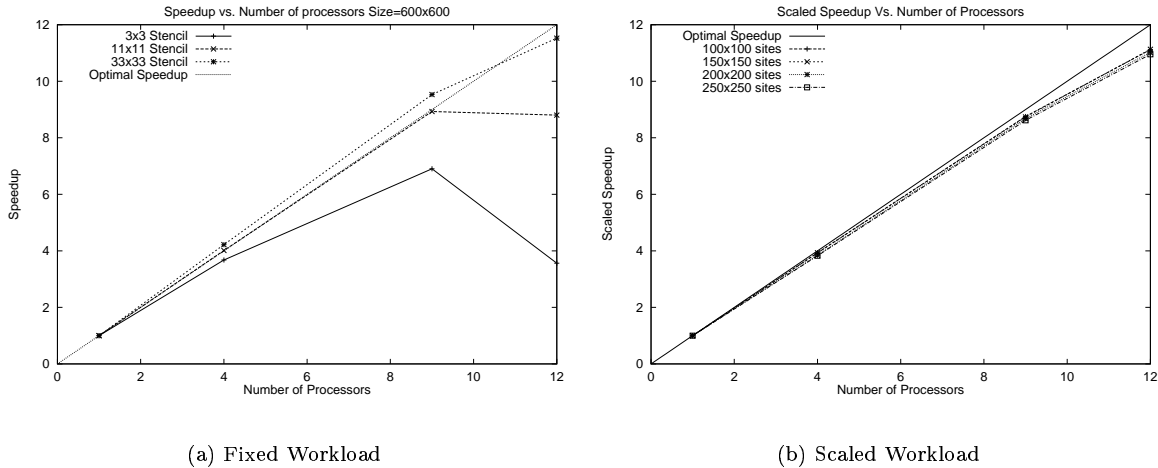 Speedup vs. Number of processors Size=600x600
12
10
8
6
4
2
0
Speedup
3x3 Stencil
11x11 Stencil
33x33 Stencil
Optimal Speedup
0 2 4 6 8 10 12
Number of Processors
(a) Fixed Workload
Scaled Speedup Vs. Number of Processors
12
10
8
6
4
2
0
Scaled Speedup
Optimal Speedup
100x100 sites
150x150 sites
200x200 sites
250x250 sites
0 2 4 6 8 10 12
Number of Processors
(b) Scaled Workload